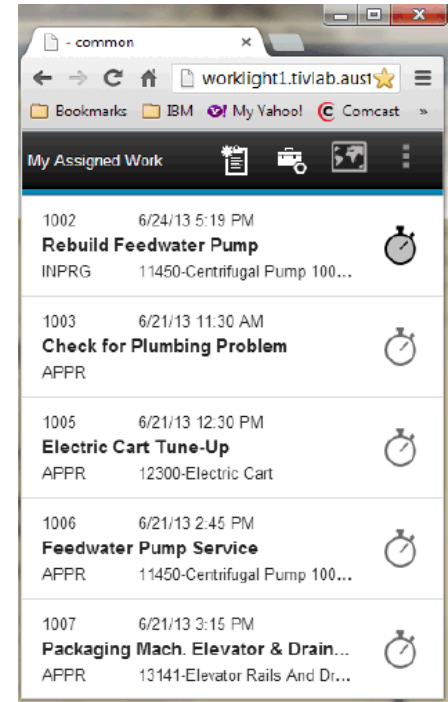 - common
worklight1.tivlab.aust
Bookmarks IBM My Yahoo! Comcast »
My Assigned Work
1002 6/24/13 5:19 PM
Rebuild Feedwater Pump
INPRG 11450-Centrifugal Pump 100...
1003 6/21/13 11:30 AM
Check for Plumbing Problem
APPR
1005 6/21/13 12:30 PM
Electric Cart Tune-Up
APPR 12300-Electric Cart
1006 6/21/13 2:45 PM
Feedwater Pump Service
APPR 11450-Centrifugal Pump 100...
1007 6/21/13 3:15 PM
Packaging Mach. Elevator & Drain...
APPR 13141-Elevator Rails And Dr...